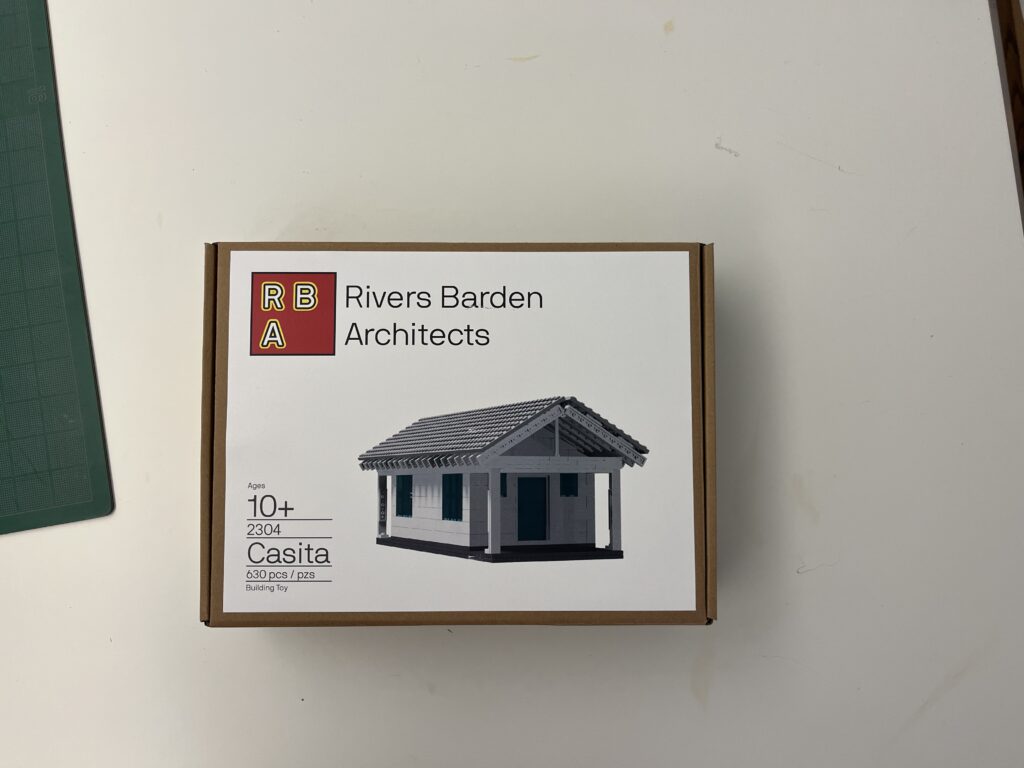 R B
A
Rivers Barden
Architects
Ages
10+
2304
Casita
630 pcs / pzs
Building Toy